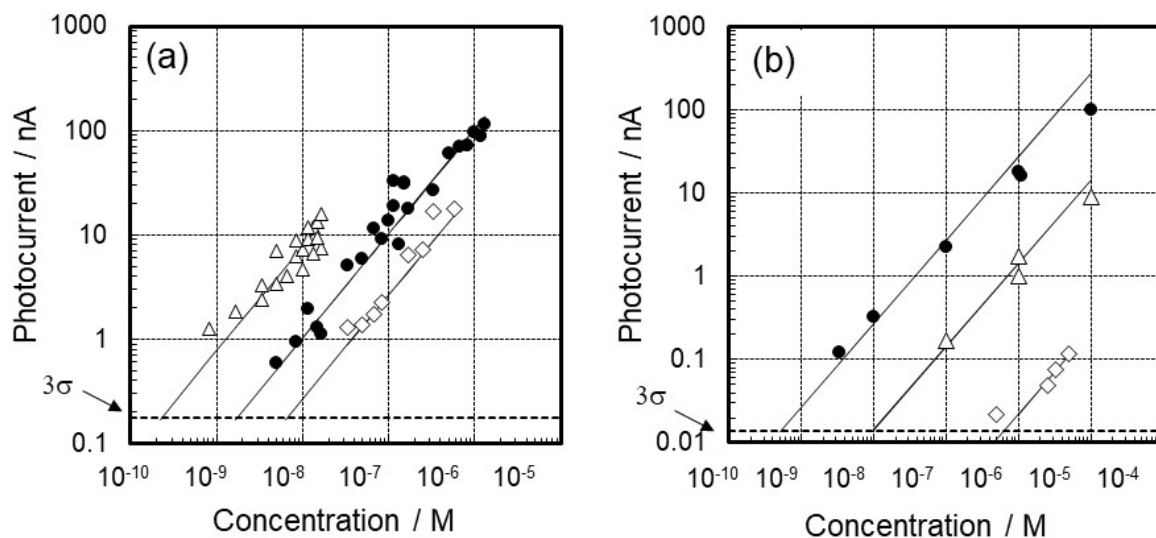 (a)
Photocurrent / nA
1000
100
10
1
0.1
3σ
10⁻¹⁰ 10⁻⁹ 10⁻⁸ 10⁻⁷ 10⁻⁶ 10⁻⁵
Concentration / M
(b)
Photocurrent / nA
1000
100
10
1
0.1
0.01
3σ
10⁻¹⁰ 10⁻⁹ 10⁻⁸ 10⁻⁷ 10⁻⁶ 10⁻⁵ 10⁻⁴
Concentration / M